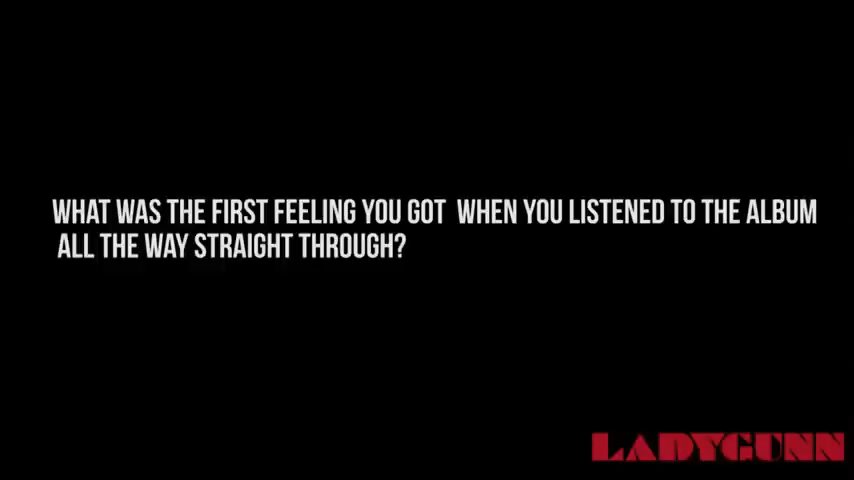 WHAT WAS THE FIRST FEELING YOU GOT  WHEN YOU LISTENED TO THE ALBUM
ALL THE WAY STRAIGHT THROUGH?
LADYGUNN